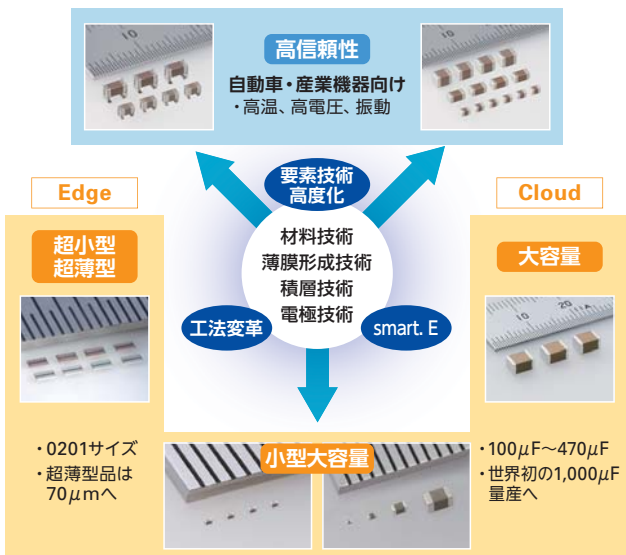 10
高信頼性
自動車・産業機器向け
・高温、高電圧、振動
10
Edge
超小型
超薄型
・0201サイズ
・超薄型品は
70μmへ
要素技術
高度化
材料技術
薄膜形成技術
積層技術
電極技術
工法変革
smart. E
小型大容量
Cloud
大容量
10
20
・100μF～470μF
・世界初の1,000μF
量産へ